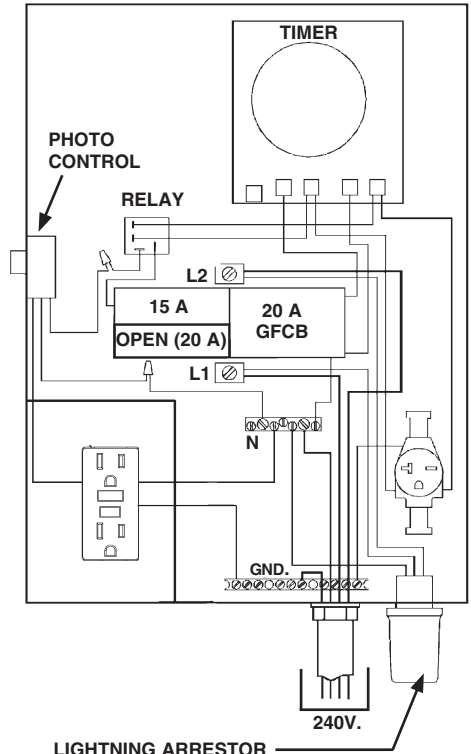 TIMER
PHOTO
CONTROL
RELAY
L2
15 A
20 A
GFCB
OPEN (20 A)
L1
N
GND.
240V.
LIGHTNING ARRESTOR